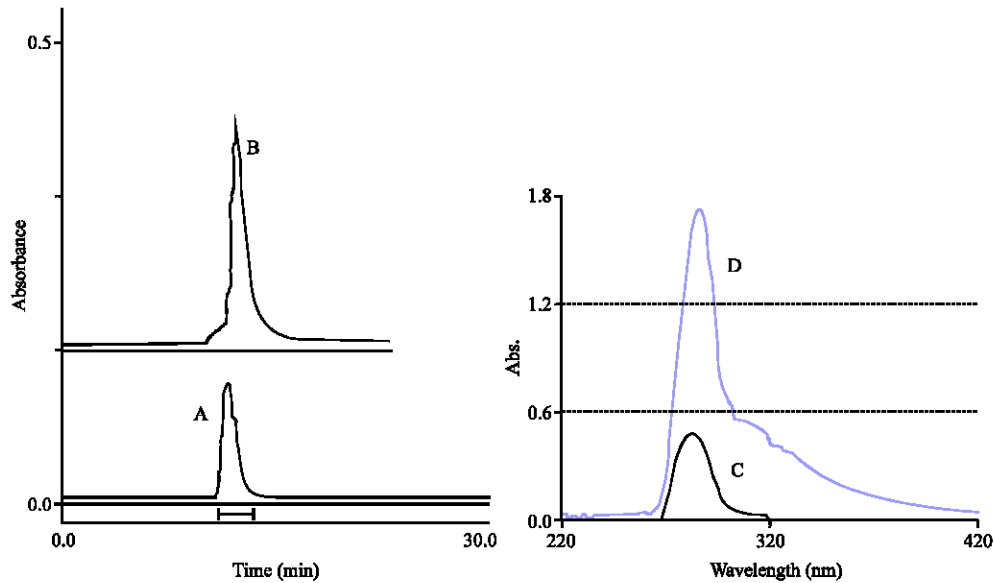 0.5
B
Absorbance
A
0.0
0.0
30.0
Time (min)
1.8
D
1.2
Abs.
0.6
C
0.0
220
320
420
Wavelength (nm)